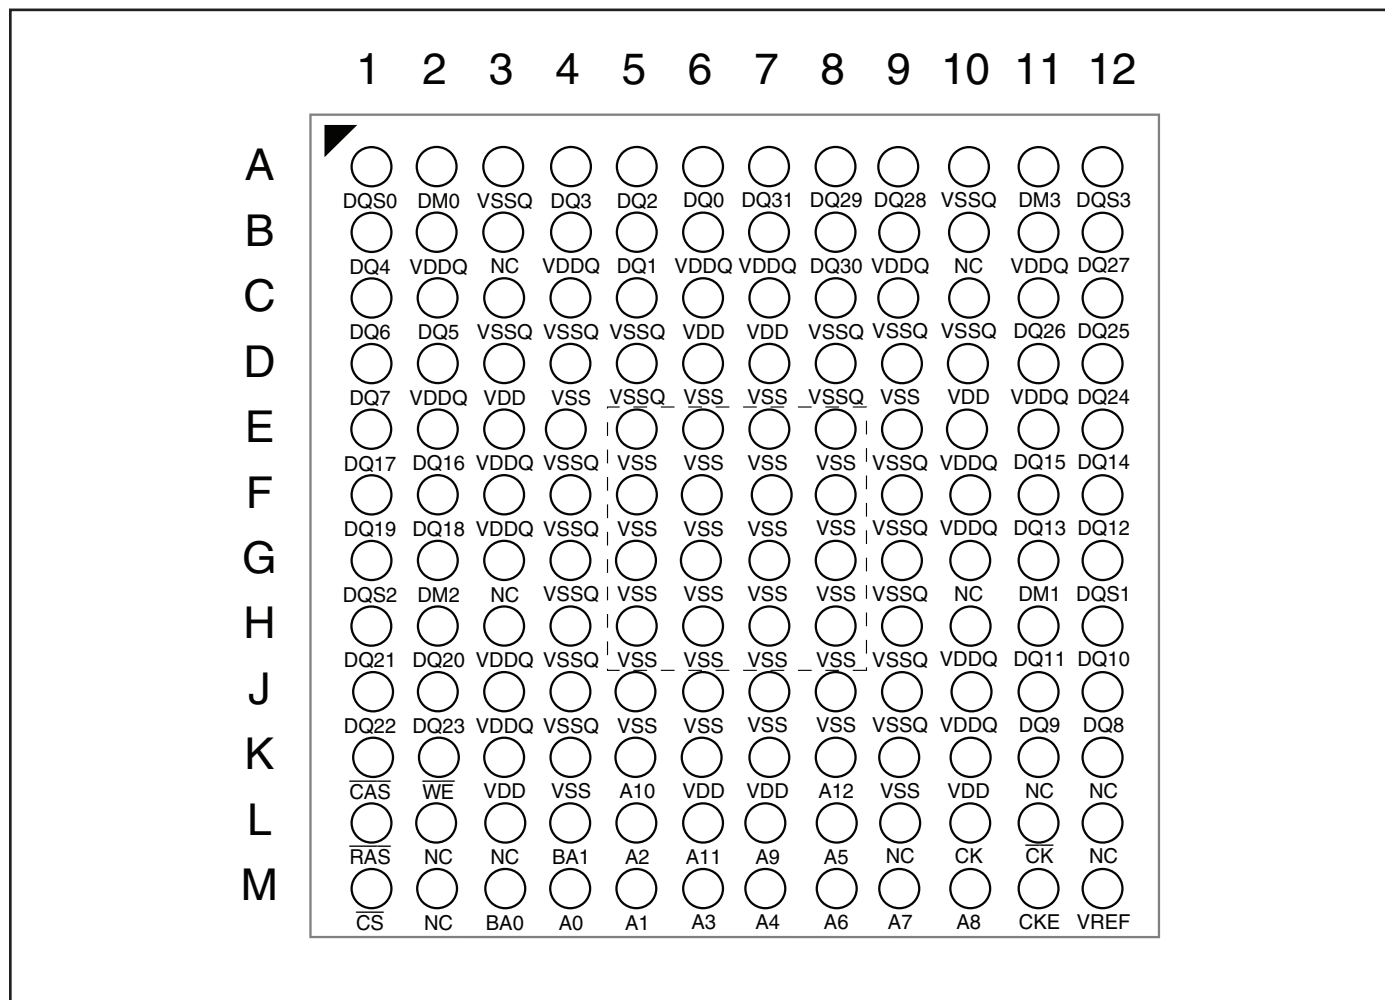 1 2 3 4 5 6 7 8 9 10 11 12
A
DQS0 DM0 VSSQ DQ3 DQ2 DQ0 DQ31 DQ29 DQ28 VSSQ DM3 DQS3
B
DQ4 VDDQ NC VDDQ DQ1 VDDQ VDDQ DQ30 VDDQ NC VDDQ DQ27
C
DQ6 DQ5 VSSQ VSSQ VSSQ VDD VDD VSSQ VSSQ VSSQ DQ26 DQ25
D
DQ7 VDDQ VDD VSS VSSQ VSS VSS VSSQ VSS VDD VDDQ DQ24
E
DQ17 DQ16 VDDQ VSSQ VSS VSS VSS VSS VSSQ VDDQ DQ15 DQ14
F
DQ19 DQ18 VDDQ VSSQ VSS VSS VSS VSS VSSQ VDDQ DQ13 DQ12
G
DQS2 DM2 NC VSSQ VSS VSS VSS VSS VSSQ NC DM1 DQS1
H
DQ21 DQ20 VDDQ VSSQ VSS VSS VSS VSS VSSQ VDDQ DQ11 DQ10
J
DQ22 DQ23 VDDQ VSSQ VSS VSS VSS VSS VSSQ VDDQ DQ9 DQ8
K
C̅A̅S̅ W̅E̅ VDD VSS A10 VDD VDD A12 VSS VDD NC NC
L
R̅A̅S̅ NC NC BA1 A2 A11 A9 A5 NC CK C̅K̅ NC
M
C̅S̅ NC BA0 A0 A1 A3 A4 A6 A7 A8 CKE VREF